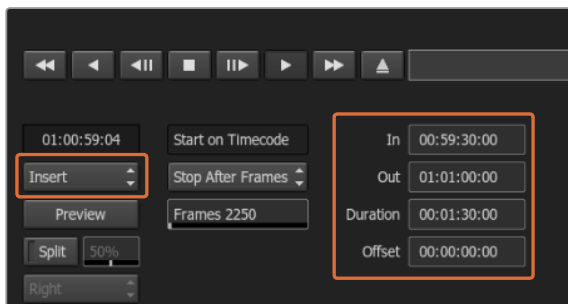 01:00:59:04 Start on Timecode In 00:59:30:00
Insert Stop After Frames Out 01:01:00:00
Preview Frames 2250 Duration 00:01:30:00
Split 50% Offset 00:00:00:00
Right